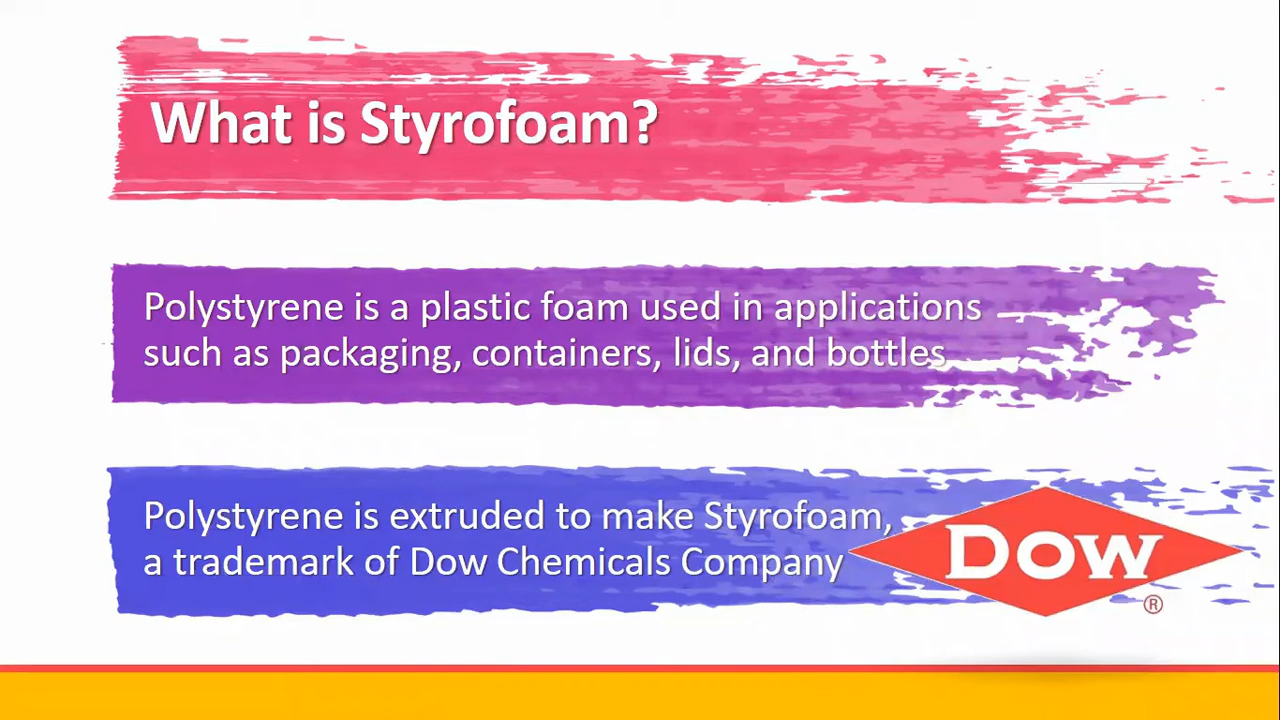 What is Styrofoam?
Polystyrene is a plastic foam used in applications
such as packaging, containers, lids, and bottles
Polystyrene is extruded to make Styrofoam,
a trademark of Dow Chemicals Company
DOW
®